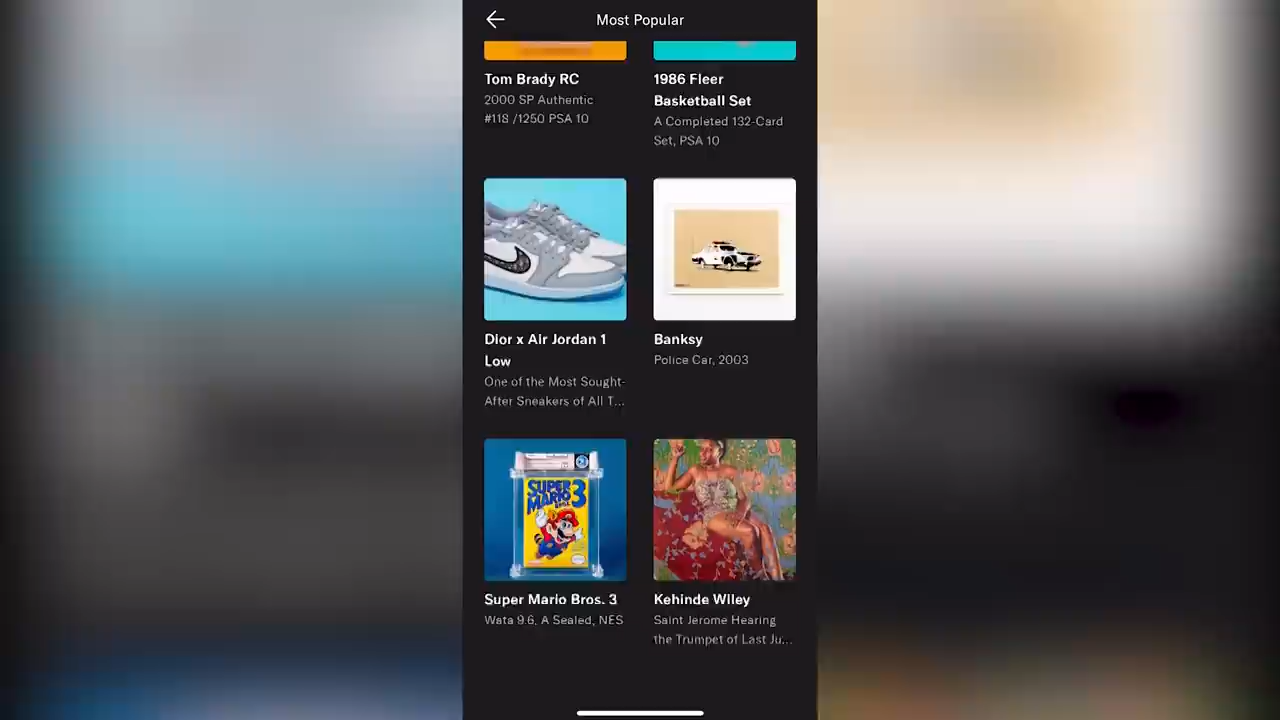 Most Popular
Tom Brady RC
2000 SP Authentic
#118 /1250 PSA 10
1986 Fleer
Basketball Set
A Completed 132-Card
Set, PSA 10
Dior x Air Jordan 1
Low
One of the Most Sought-
After Sneakers of All T...
Banksy
Police Car, 2003
SUPER
MARIO
BROS. 3
Super Mario Bros. 3
Wata 9.6, A Sealed, NES
Kehinde Wiley
Saint Jerome Hearing
the Trumpet of Last Ju...